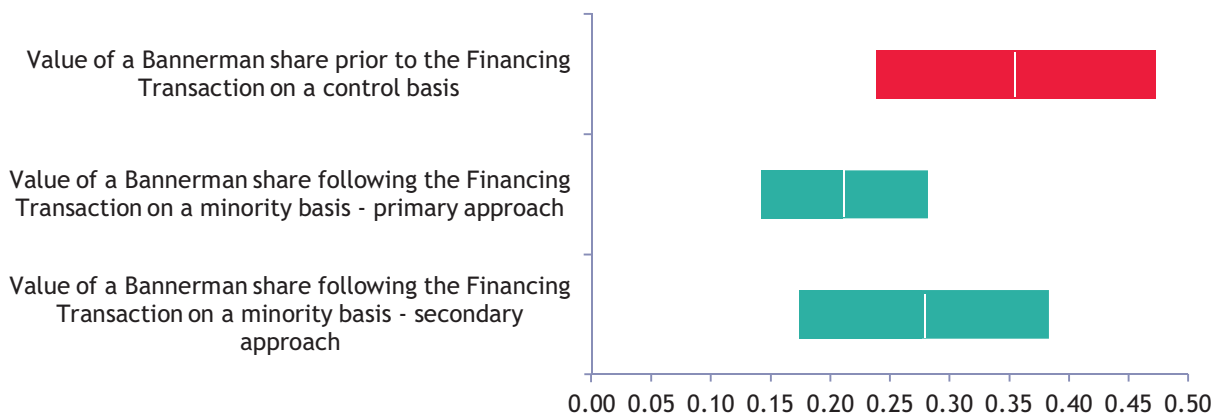 Value of a Bannerman share prior to the Financing
Transaction on a control basis
Value of a Bannerman share following the Financing
Transaction on a minority basis - primary approach
Value of a Bannerman share following the Financing
Transaction on a minority basis - secondary
approach
0.00 0.05 0.10 0.15 0.20 0.25 0.30 0.35 0.40 0.45 0.50